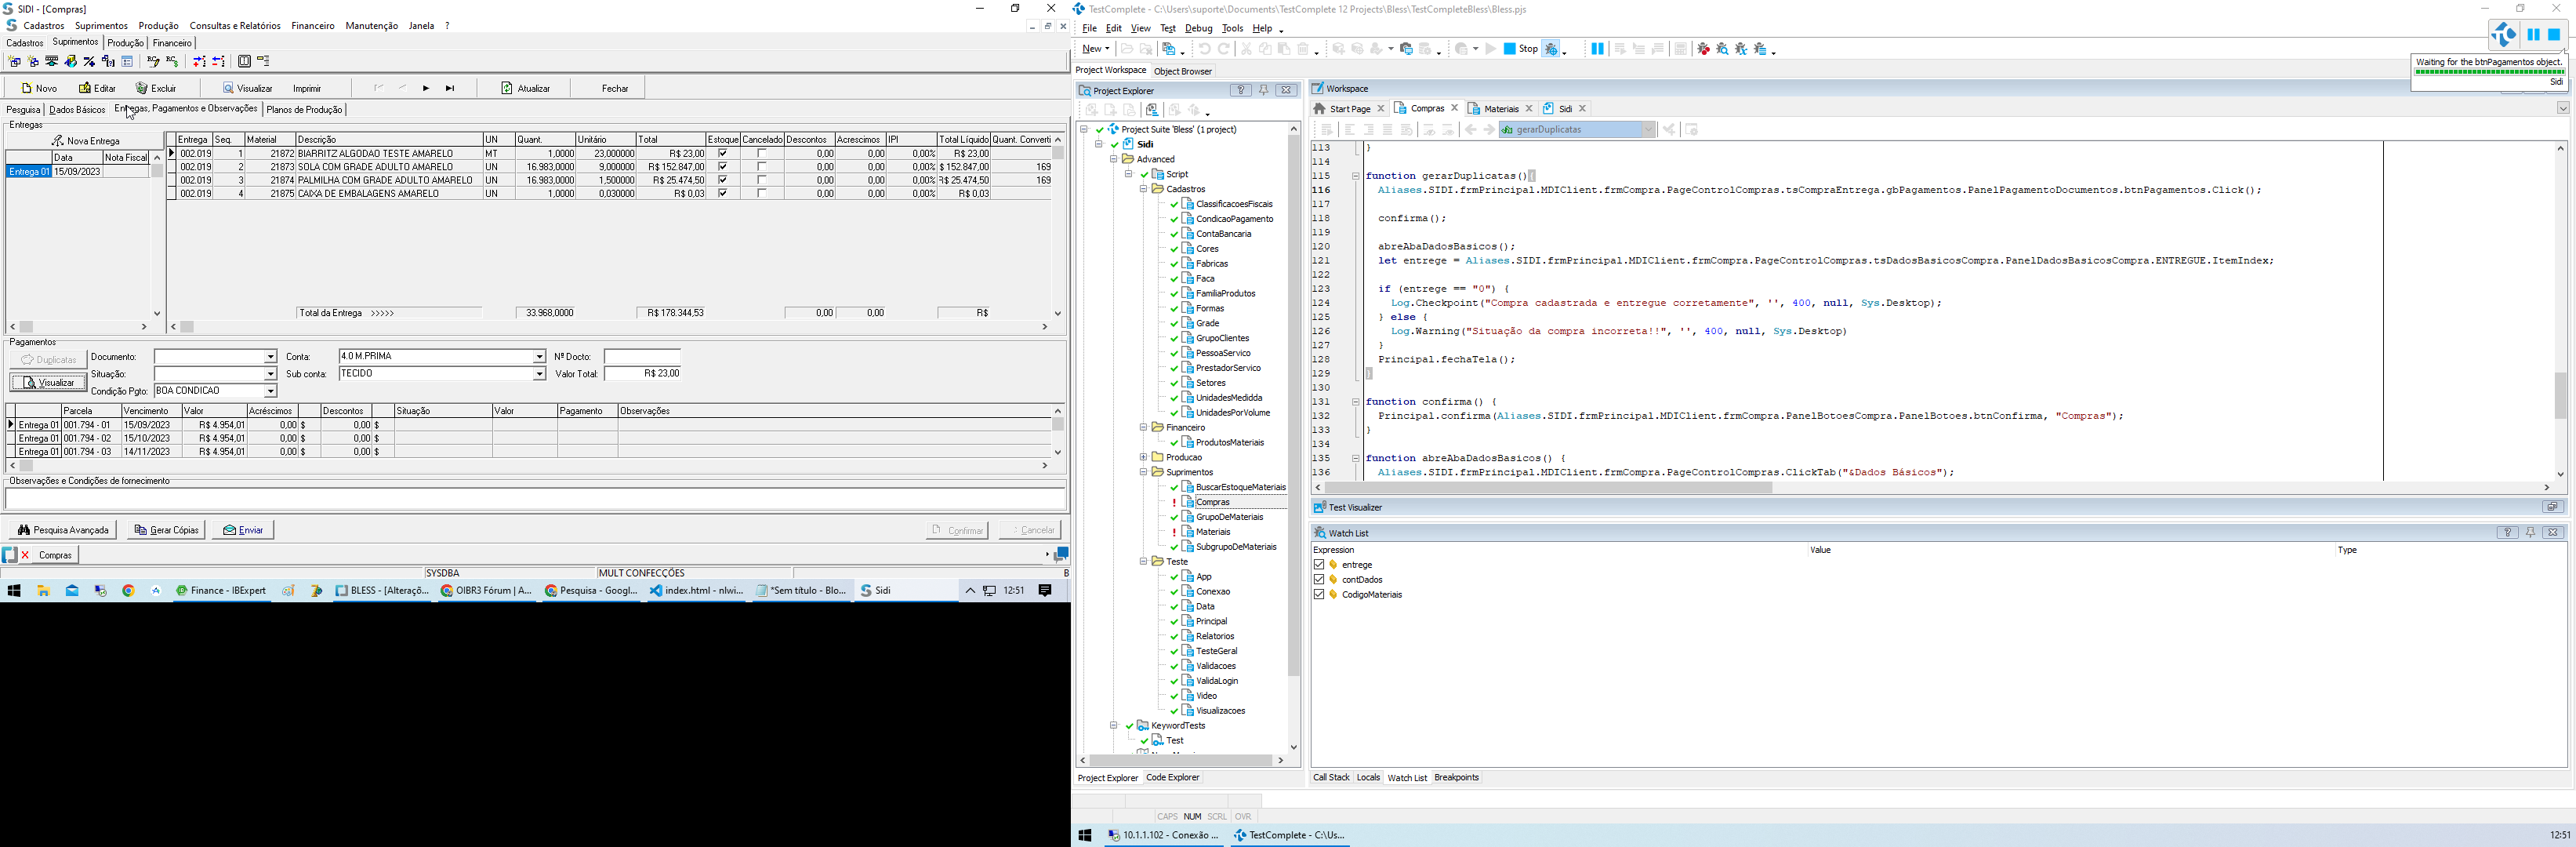 SIDI - [Compras]
Cadastros Suprimentos Produção Consultas e Relatórios Financeiro Manutenção Janela ?
Cadastros Suprimentos Produção Financeiro
Novo Editar Excluir Visualizar Imprimir Atualizar Fechar
Pesquisa Dados Básicos Entregas, Pagamentos e Observações Planos de Produção
Entregas
Nova Entrega
Data Nota Fiscal
Entrega 01 15/09/2023
Entrega Seq. Material Descrição UN Quant. Unitário Total Estoque Cancelado Descontos Acrescimos IPI Total Líquido Quant. Converti
002.019 1 21872 BIARRITZ ALGODAO TESTE AMARELO MT 1,0000 23,000000 R$ 23,00 0,00 0,00 0,00% R$ 23,00
002.019 2 21873 SOLA COM GRADE ADULTO AMARELO UN 16.983,0000 9,000000 R$ 152.847,00 0,00 0,00 0,00% $ 152.847,00 169
002.019 3 21874 PALMILHA COM GRADE ADULTO AMARELO UN 16.983,0000 1,500000 R$ 25.474,50 0,00 0,00 0,00% R$ 25.474,50 169
002.019 4 21875 CAIXA DE EMBALAGENS AMARELO UN 1,0000 0,030000 R$ 0,03 0,00 0,00 0,00% R$ 0,03
Total da Entrega >>>>> 33.968,0000 R$ 178.344,53 0,00 0,00 R$
Pagamentos
Duplicatas Documento: Conta: 4.0 M.PRIMA Nº Docto:
Visualizar Situação: Sub conta: TECIDO Valor Total: R$ 23,00
Condição Pgto: BOA CONDICAO
Parcela Vencimento Valor Acréscimos Descontos Situação Valor Pagamento Observações
Entrega 01 001.794 - 01 15/09/2023 R$ 4.954,01 0,00 $ 0,00 $
Entrega 01 001.794 - 02 15/10/2023 R$ 4.954,01 0,00 $ 0,00 $
Entrega 01 001.794 - 03 14/11/2023 R$ 4.954,01 0,00 $ 0,00 $
Observações e Condições de fornecimento
Pesquisa Avançada Gerar Cópias Enviar Confirmar Cancelar
Compras
SYSDBA MULT CONFECÇÕES B
Finance - IBExpert BLESS - [Alteraçõ... OIBR3 Fórum | A... Pesquisa - Googl... index.html - nlwi... *Sem título - Blo... Sidi 12:51
TestComplete - C:\Users\suporte\Documents\TestComplete 12 Projects\Bless\TestCompleteBless\Bless.pjs
File Edit View Test Debug Tools Help
New Stop
Waiting for the btnPagamentos object.
Sidi
Project Workspace Object Browser
Project Explorer
Project Suite 'Bless' (1 project)
Sidi
Advanced
Script
Cadastros
ClassificacoesFiscais
CondicaoPagamento
ContaBancaria
Cores
Fabricas
Faca
FamiliaProdutos
Formas
Grade
GrupoClientes
PessoaServico
PrestadorServico
Setores
UnidadesMedidda
UnidadesPorVolume
Financeiro
ProdutosMateriais
Producao
Suprimentos
BuscarEstoqueMateriais
Compras
GrupoDeMateriais
Materiais
SubgrupoDeMateriais
Teste
App
Conexao
Data
Principal
Relatorios
TesteGeral
Validacoes
ValidaLogin
Video
Visualizacoes
KeywordTests
Test
Project Explorer Code Explorer
Workspace
Start Page Compras Materiais Sidi
gerarDuplicatas
113 }
114
115 function gerarDuplicatas(){
116 Aliases.SIDI.frmPrincipal.MDIClient.frmCompra.PageControlCompras.tsCompraEntrega.gbPagamentos.PanelPagamentoDocumentos.btnPagamentos.Click();
117
118 confirma();
119
120 abreAbaDadosBasicos();
121 let entrege = Aliases.SIDI.frmPrincipal.MDIClient.frmCompra.PageControlCompras.tsDadosBasicosCompra.PanelDadosBasicosCompra.ENTREGUE.ItemIndex;
122
123 if (entrege == "0") {
124 Log.Checkpoint("Compra cadastrada e entregue corretamente", '', 400, null, Sys.Desktop);
125 } else {
126 Log.Warning("Situação da compra incorreta!!", '', 400, null, Sys.Desktop)
127 }
128 Principal.fechaTela();
129 }
130
131 function confirma() {
132 Principal.confirma(Aliases.SIDI.frmPrincipal.MDIClient.frmCompra.PanelBotoesCompra.PanelBotoes.btnConfirma, "Compras");
133 }
134
135 function abreAbaDadosBasicos() {
136 Aliases.SIDI.frmPrincipal.MDIClient.frmCompra.PageControlCompras.ClickTab("&Dados Básicos");
Test Visualizer
Watch List
Expression Value Type
entrege
contDados
CodigoMateriais
Call Stack Locals Watch List Breakpoints
CAPS NUM SCRL OVR
10.1.1.102 - Conexão ... TestComplete - C:\Us... 12:51